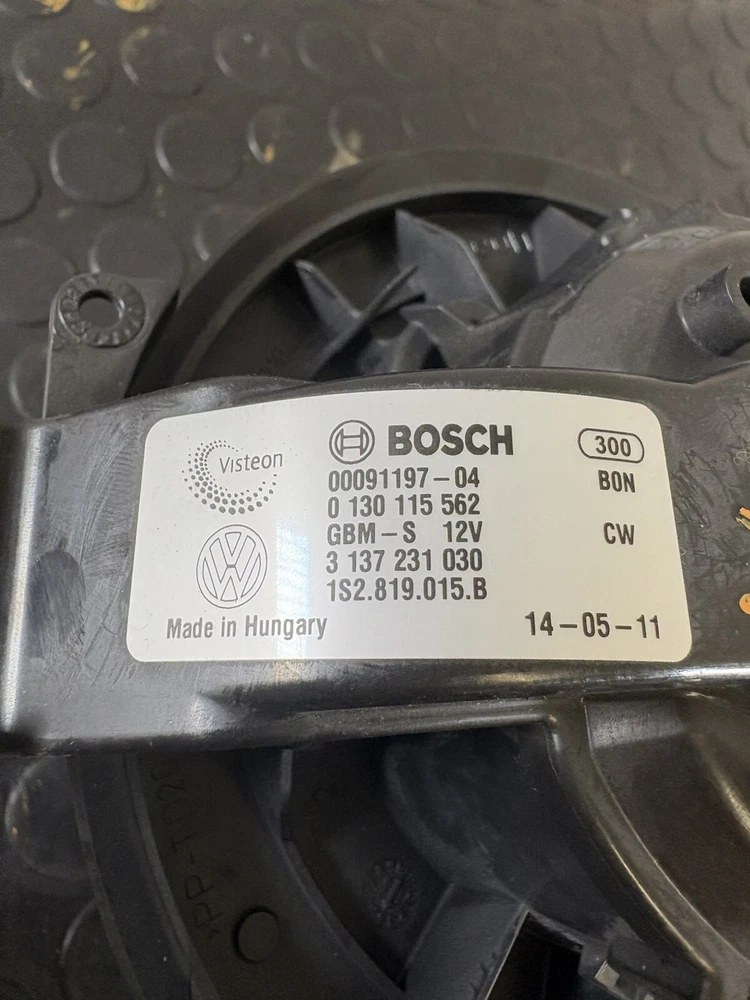 Visteon
BOSCH
300
00091197-04
BON
0 130 115 562
GBM-S 12V
CW
3 137 231 030
1S2.819.015.B
Made in Hungary
14-05-11